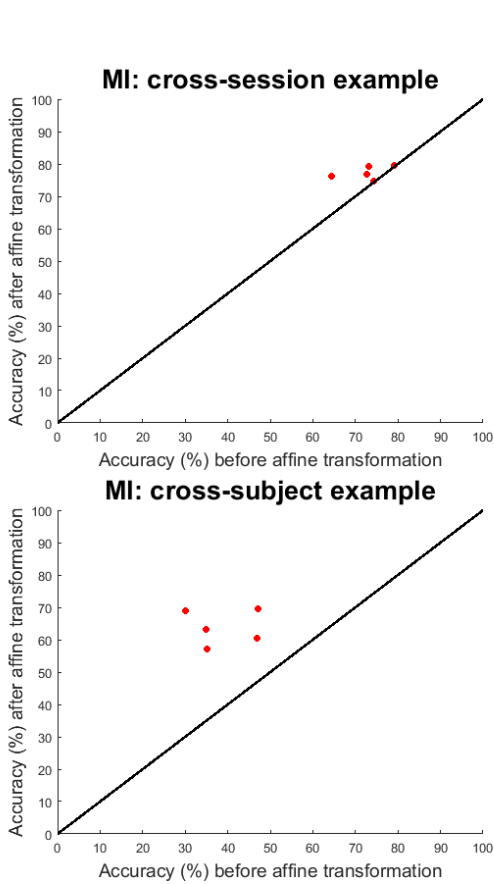 MI: cross-session example
Accuracy (%) after affine transformation
100
90
80
70
60
50
40
30
20
10
0
0 10 20 30 40 50 60 70 80 90 100
Accuracy (%) before affine transformation
MI: cross-subject example
Accuracy (%) after affine transformation
100
90
80
70
60
50
40
30
20
10
0
0 10 20 30 40 50 60 70 80 90 100
Accuracy (%) before affine transformation